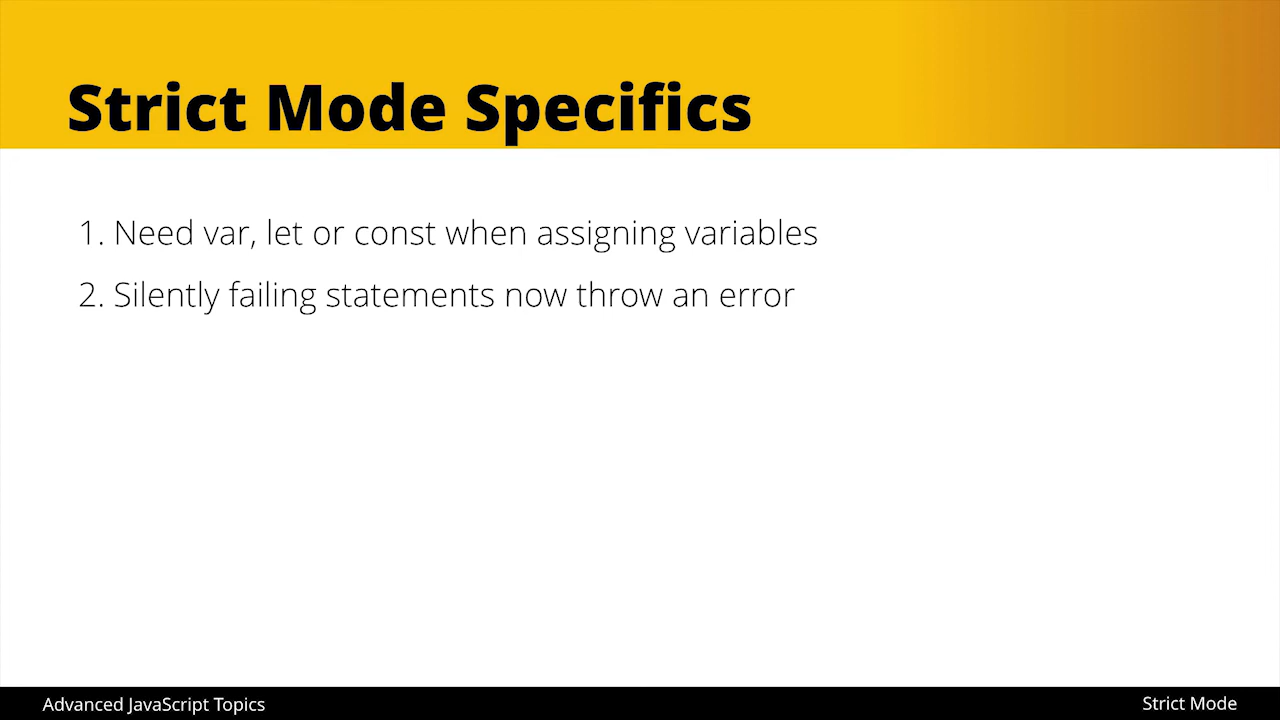 Strict Mode Specifics
1. Need var, let or const when assigning variables
2. Silently failing statements now throw an error
Advanced JavaScript Topics
Strict Mode